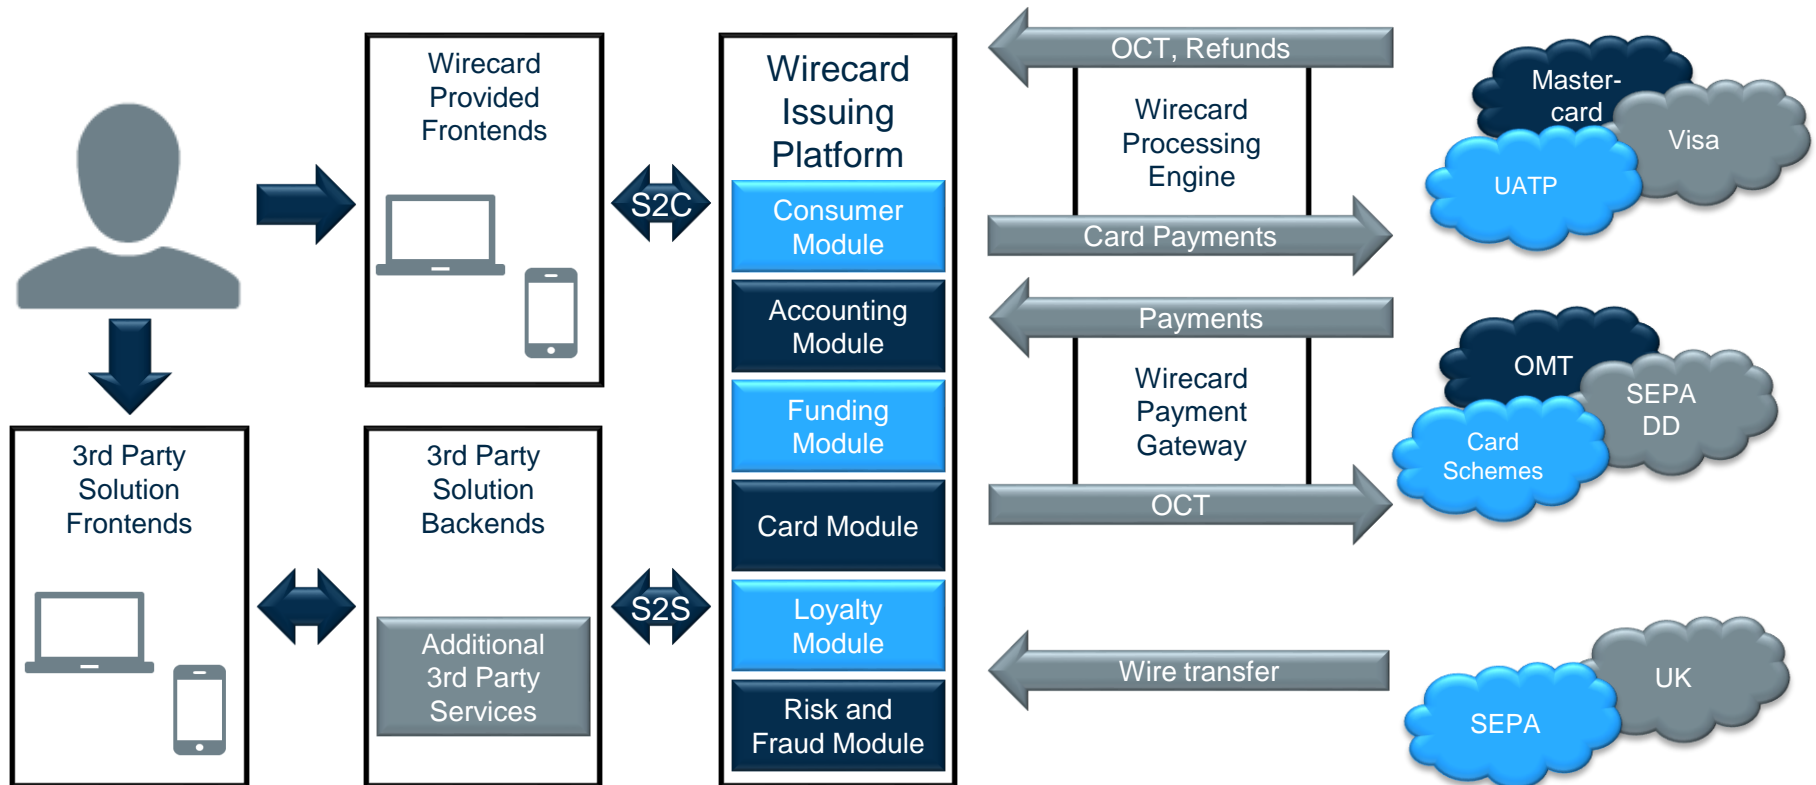 Wirecard
Provided
Frontends
S2C
Wirecard
Issuing
Platform
Consumer
Module
Accounting
Module
Funding
Module
Card Module
Loyalty
Module
Risk and
Fraud Module
OCT, Refunds
Wirecard
Processing
Engine
Card Payments
Master-
card
Visa
UATP
Payments
Wirecard
Payment
Gateway
OCT
OMT
SEPA
DD
Card
Schemes
3rd Party
Solution
Frontends
3rd Party
Solution
Backends
Additional
3rd Party
Services
S2S
Wire transfer
UK
SEPA